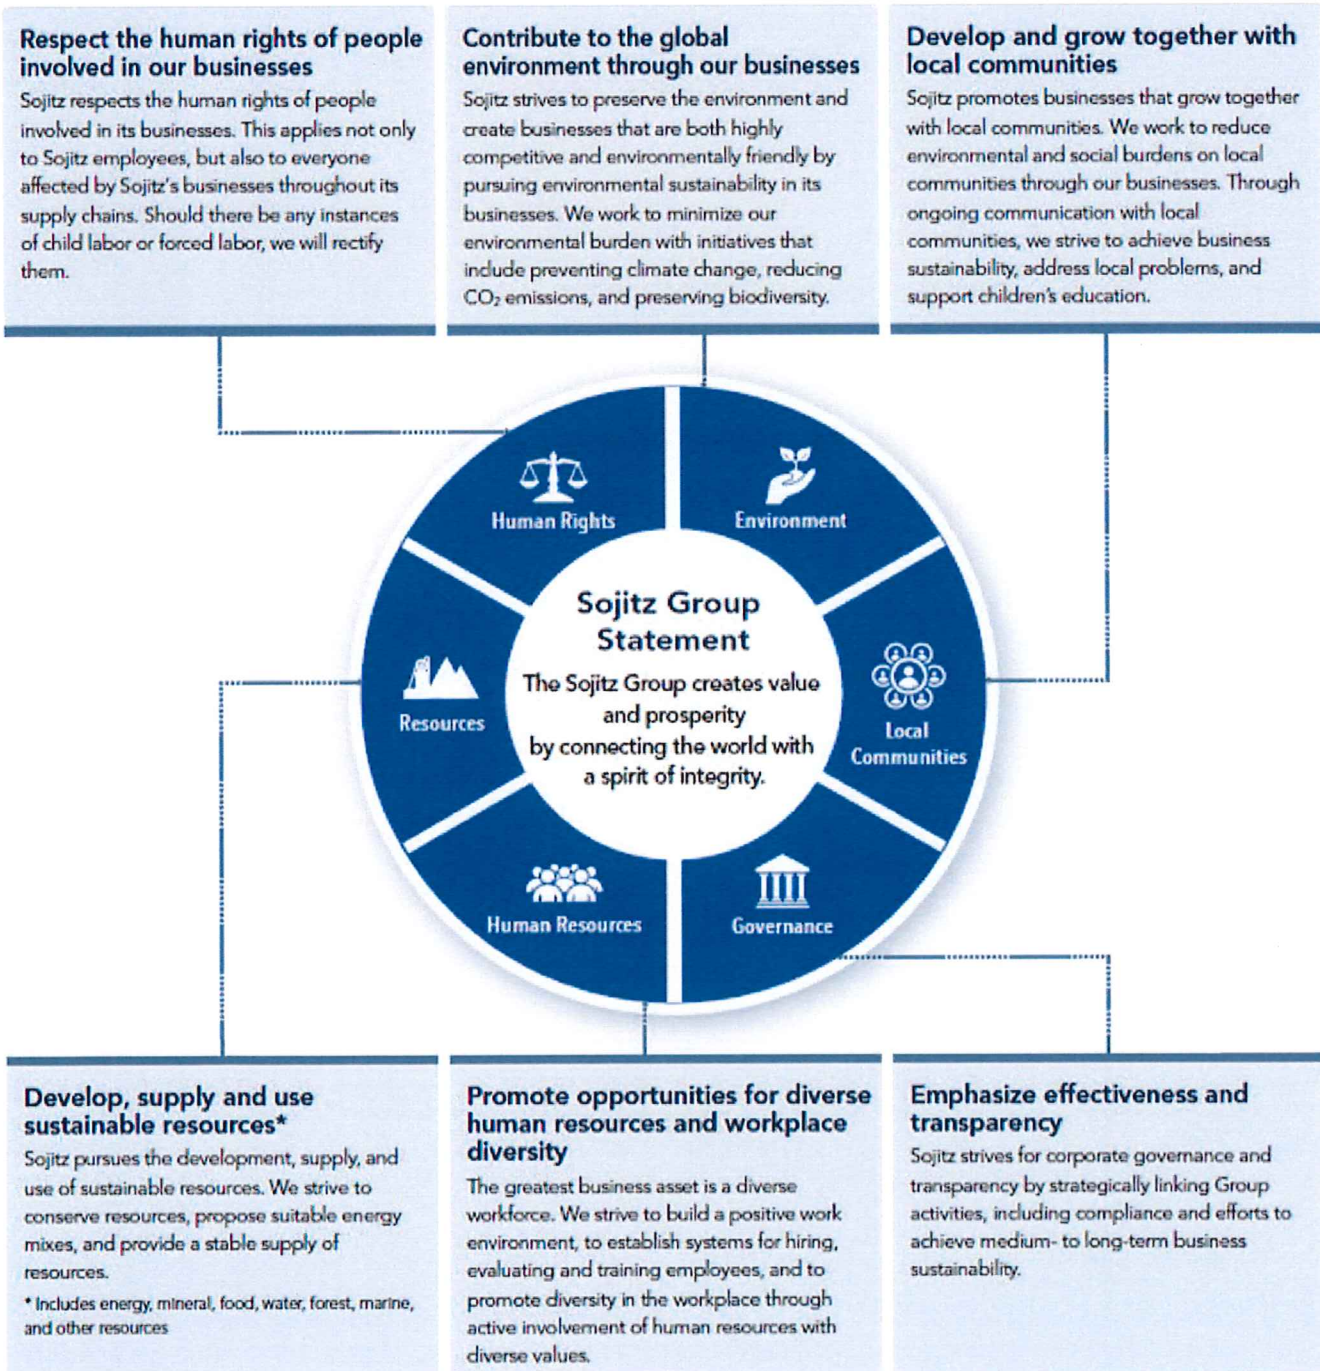 Respect the human rights of people
involved in our businesses
Sojitz respects the human rights of people
involved in its businesses. This applies not only
to Sojitz employees, but also to everyone
affected by Sojitz's businesses throughout its
supply chains. Should there be any instances
of child labor or forced labor, we will rectify
them.
Contribute to the global
environment through our businesses
Sojitz strives to preserve the environment and
create businesses that are both highly
competitive and environmentally friendly by
pursuing environmental sustainability in its
businesses. We work to minimize our
environmental burden with initiatives that
include preventing climate change, reducing
CO₂ emissions, and preserving biodiversity.
Develop and grow together with
local communities
Sojitz promotes businesses that grow together
with local communities. We work to reduce
environmental and social burdens on local
communities through our businesses. Through
ongoing communication with local
communities, we strive to achieve business
sustainability, address local problems, and
support children's education.
Human Rights
Environment
Resources
Local
Communities
Human Resources
Governance
Sojitz Group
Statement
The Sojitz Group creates value
and prosperity
by connecting the world with
a spirit of integrity.
Develop, supply and use
sustainable resources*
Sojitz pursues the development, supply, and
use of sustainable resources. We strive to
conserve resources, propose suitable energy
mixes, and provide a stable supply of
resources.
* Includes energy, mineral, food, water, forest, marine,
and other resources
Promote opportunities for diverse
human resources and workplace
diversity
The greatest business asset is a diverse
workforce. We strive to build a positive work
environment, to establish systems for hiring,
evaluating and training employees, and to
promote diversity in the workplace through
active involvement of human resources with
diverse values.
Emphasize effectiveness and
transparency
Sojitz strives for corporate governance and
transparency by strategically linking Group
activities, including compliance and efforts to
achieve medium- to long-term business
sustainability.